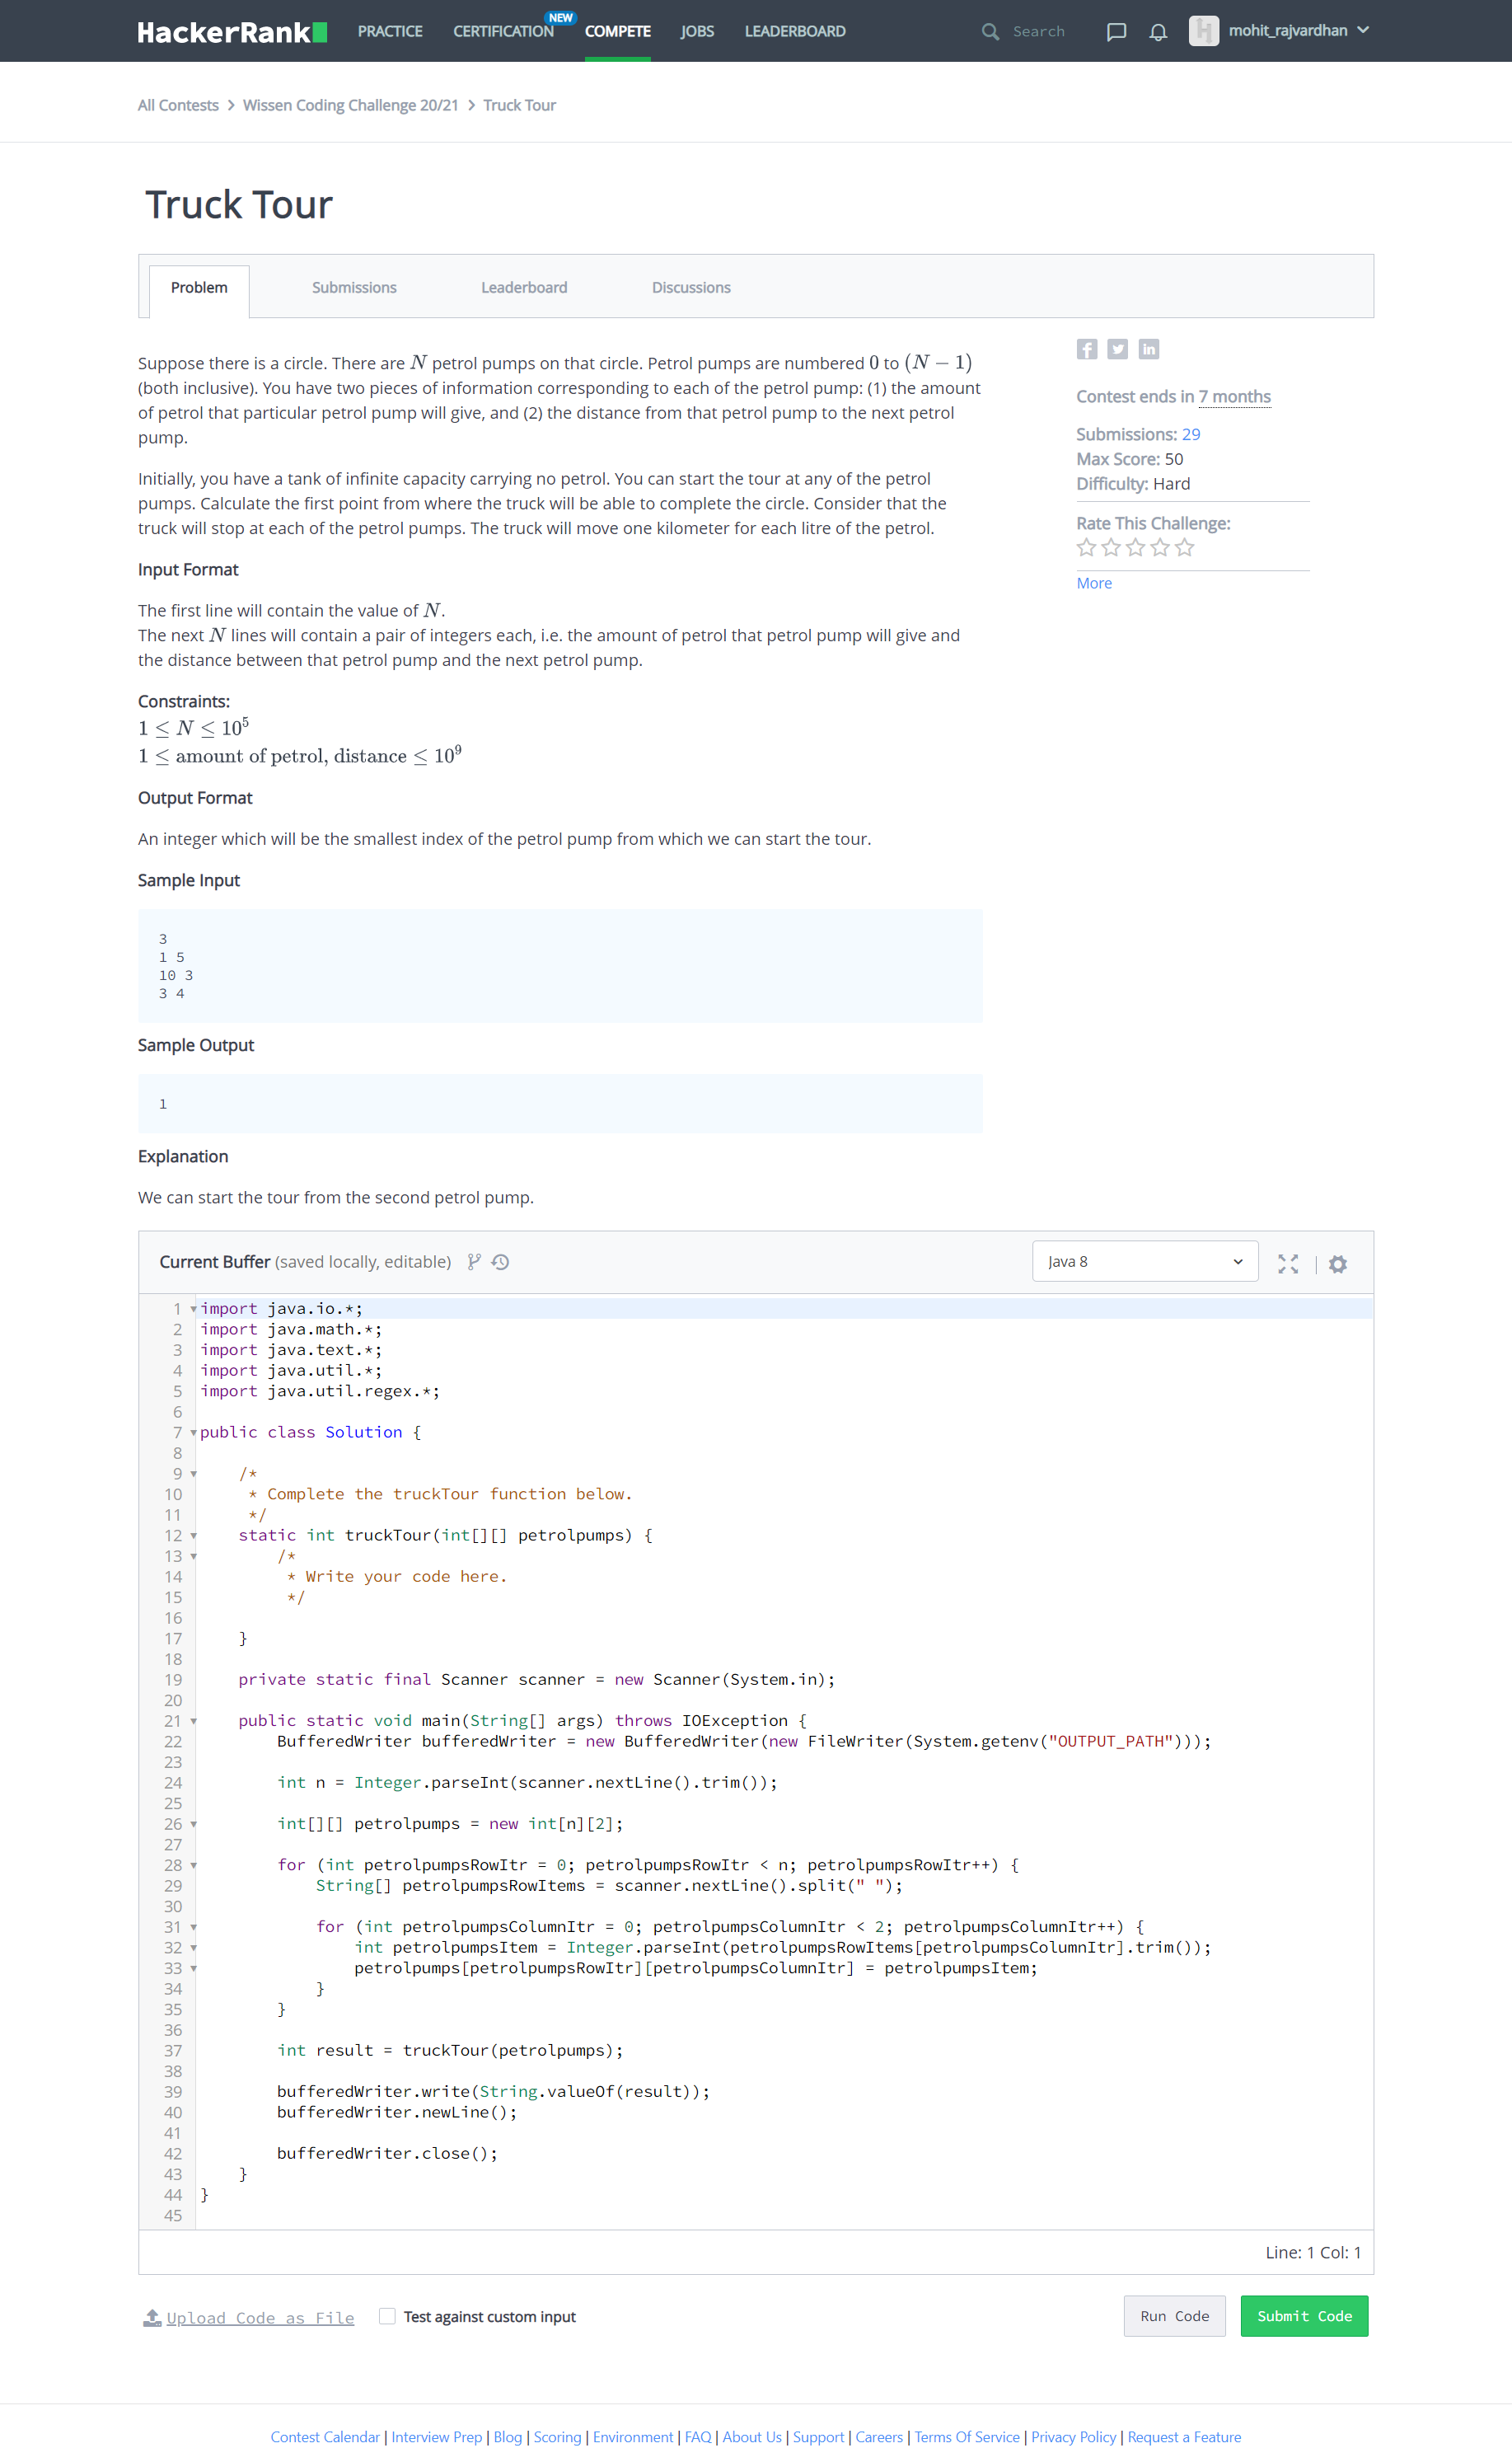 HackerRank
PRACTICE
CERTIFICATION
NEW
COMPETE
JOBS
LEADERBOARD
Search
mohit_rajvardhan
All Contests > Wissen Coding Challenge 20/21 > Truck Tour
Truck Tour
Problem
Submissions
Leaderboard
Discussions
Suppose there is a circle. There are N petrol pumps on that circle. Petrol pumps are numbered 0 to (N − 1)
(both inclusive). You have two pieces of information corresponding to each of the petrol pump: (1) the amount
of petrol that particular petrol pump will give, and (2) the distance from that petrol pump to the next petrol
pump.
Initially, you have a tank of infinite capacity carrying no petrol. You can start the tour at any of the petrol
pumps. Calculate the first point from where the truck will be able to complete the circle. Consider that the
truck will stop at each of the petrol pumps. The truck will move one kilometer for each litre of the petrol.
Input Format
The first line will contain the value of N.
The next N lines will contain a pair of integers each, i.e. the amount of petrol that petrol pump will give and
the distance between that petrol pump and the next petrol pump.
Constraints:
1 ≤ N ≤ 10^5
1 ≤ amount of petrol, distance ≤ 10^9
Output Format
An integer which will be the smallest index of the petrol pump from which we can start the tour.
Sample Input
3
1 5
10 3
3 4
Sample Output
1
Explanation
We can start the tour from the second petrol pump.
Contest ends in 7 months
Submissions: 29
Max Score: 50
Difficulty: Hard
Rate This Challenge:
More
Current Buffer (saved locally, editable)
Java 8
1 import java.io.*;
2 import java.math.*;
3 import java.text.*;
4 import java.util.*;
5 import java.util.regex.*;
6
7 public class Solution {
8
9     /*
10      * Complete the truckTour function below.
11      */
12     static int truckTour(int[][] petrolpumps) {
13         /*
14          * Write your code here.
15          */
16
17     }
18
19     private static final Scanner scanner = new Scanner(System.in);
20
21     public static void main(String[] args) throws IOException {
22         BufferedWriter bufferedWriter = new BufferedWriter(new FileWriter(System.getenv("OUTPUT_PATH")));
23
24         int n = Integer.parseInt(scanner.nextLine().trim());
25
26         int[][] petrolpumps = new int[n][2];
27
28         for (int petrolpumpsRowItr = 0; petrolpumpsRowItr < n; petrolpumpsRowItr++) {
29             String[] petrolpumpsRowItems = scanner.nextLine().split(" ");
30
31             for (int petrolpumpsColumnItr = 0; petrolpumpsColumnItr < 2; petrolpumpsColumnItr++) {
32                 int petrolpumpsItem = Integer.parseInt(petrolpumpsRowItems[petrolpumpsColumnItr].trim());
33                 petrolpumps[petrolpumpsRowItr][petrolpumpsColumnItr] = petrolpumpsItem;
34             }
35         }
36
37         int result = truckTour(petrolpumps);
38
39         bufferedWriter.write(String.valueOf(result));
40         bufferedWriter.newLine();
41
42         bufferedWriter.close();
43     }
44 }
45
Line: 1 Col: 1
Upload Code as File
Test against custom input
Run Code
Submit Code
Contest Calendar | Interview Prep | Blog | Scoring | Environment | FAQ | About Us | Support | Careers | Terms Of Service | Privacy Policy | Request a Feature